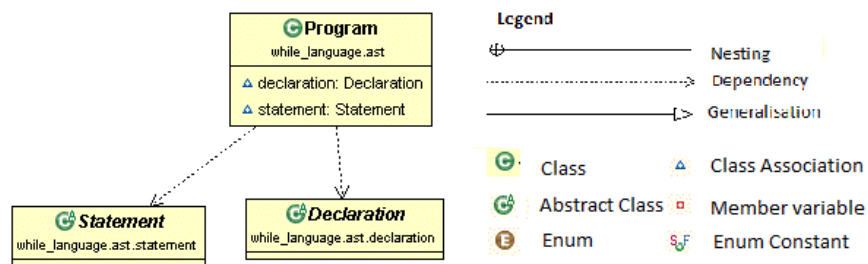 Program
while_language.ast
declaration: Declaration
statement: Statement
Statement
while_language.ast.statement
Declaration
while_language.ast.declaration
Legend
Nesting
Dependency
Generalisation
Class
Class Association
Abstract Class
Member variable
Enum
Enum Constant